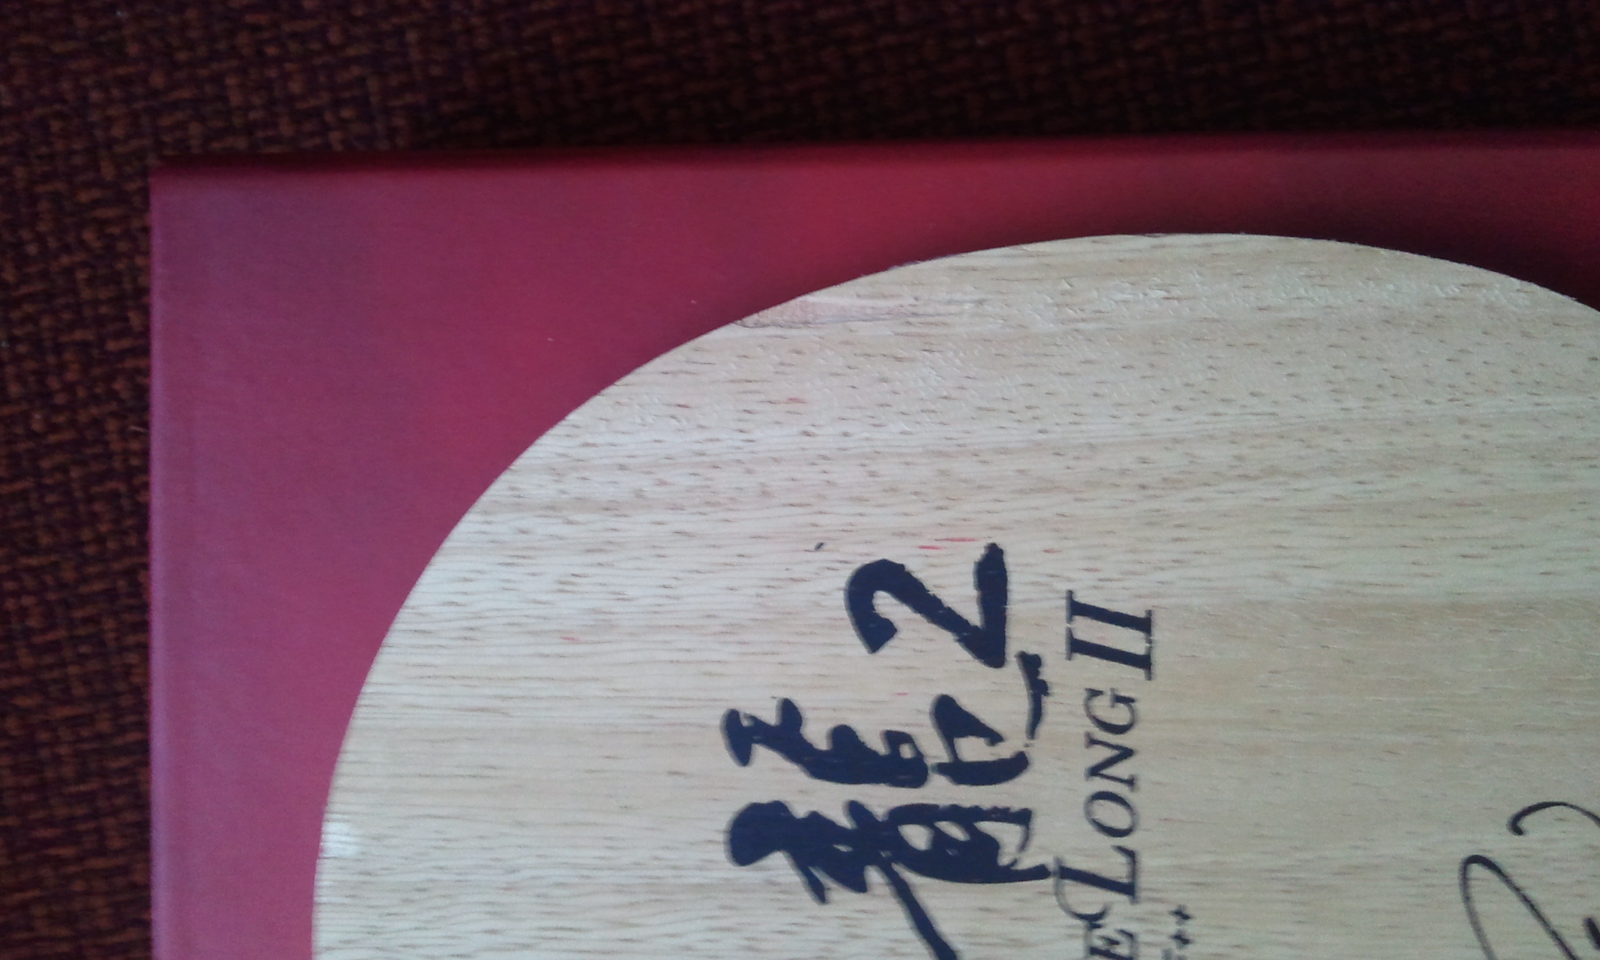 龍2
E LONG II
++